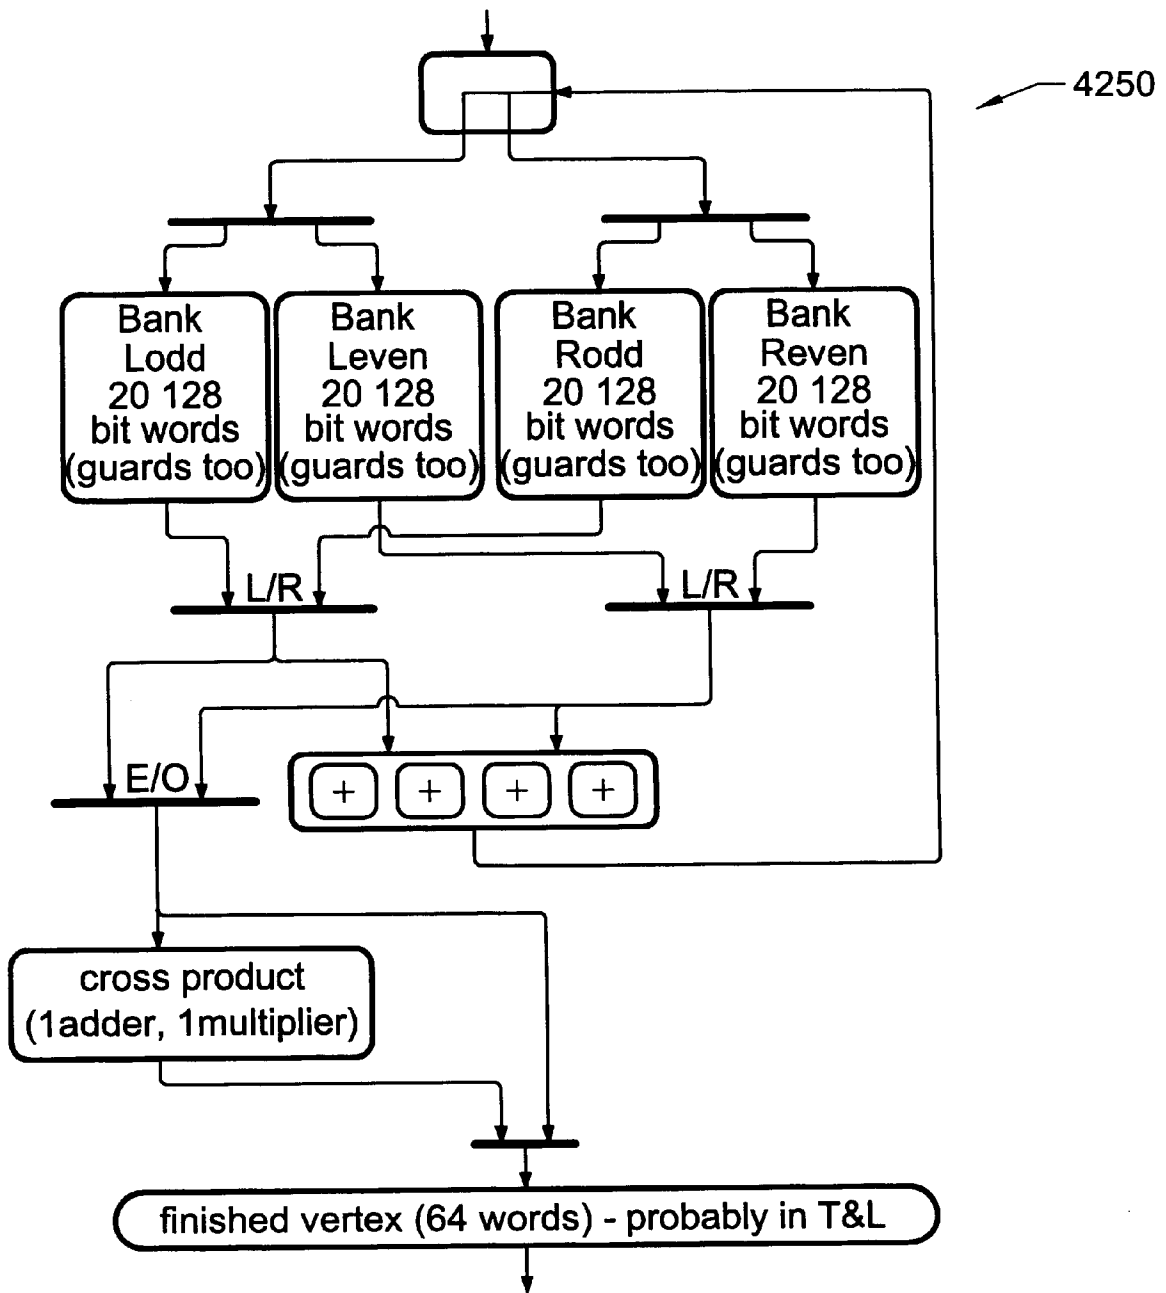 4250
Bank
Lodd
20 128
bit words
(guards too)
Bank
Leven
20 128
bit words
(guards too)
Bank
Rodd
20 128
bit words
(guards too)
Bank
Reven
20 128
bit words
(guards too)
L/R
L/R
E/O
+ + + +
cross product
(1adder, 1multiplier)
finished vertex (64 words) - probably in T&L